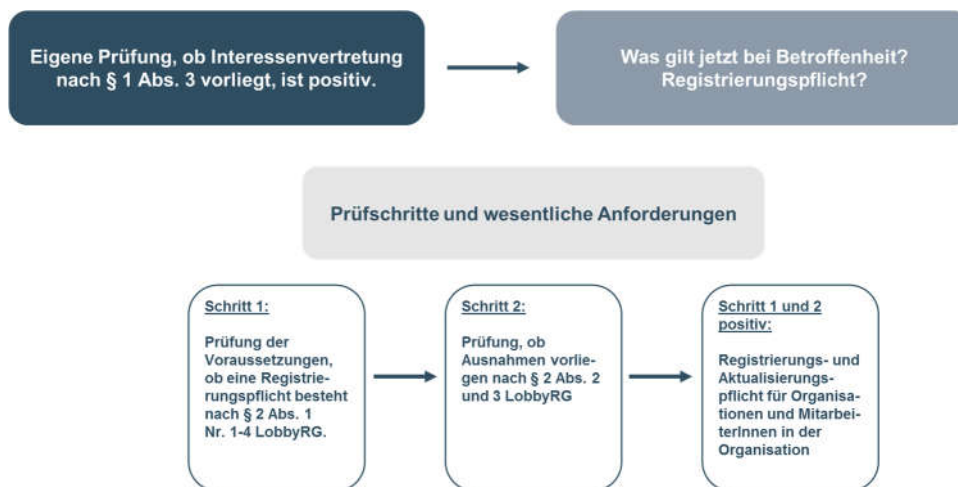 Eigene Prüfung, ob Interessenvertretung
nach § 1 Abs. 3 vorliegt, ist positiv.
Was gilt jetzt bei Betroffenheit?
Registrierungspflicht?
Prüfschritte und wesentliche Anforderungen
Schritt 1:
Prüfung der
Voraussetzungen,
ob eine Registrie-
rungspflicht besteht
nach § 2 Abs. 1
Nr. 1-4 LobbyRG.
Schritt 2:
Prüfung, ob
Ausnahmen vorlie-
gen nach § 2 Abs. 2
und 3 LobbyRG
Schritt 1 und 2
positiv:
Registrierungs- und
Aktualisierungs-
pflicht für Organisa-
tionen und Mitarbei-
terInnen in der
Organisation